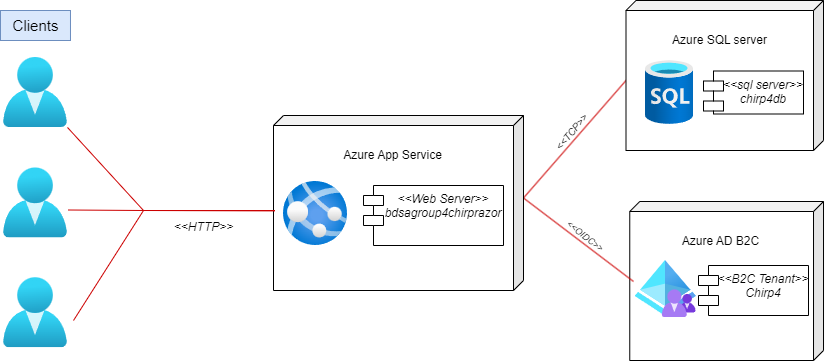 Clients
<<HTTP>>
Azure App Service
<<Web Server>>
bdsagroup4chirprazor
<<TCP>>
<<OIDC>>
Azure SQL server
SQL
<<sql server>>
chirp4db
Azure AD B2C
<<B2C Tenant>>
Chirp4